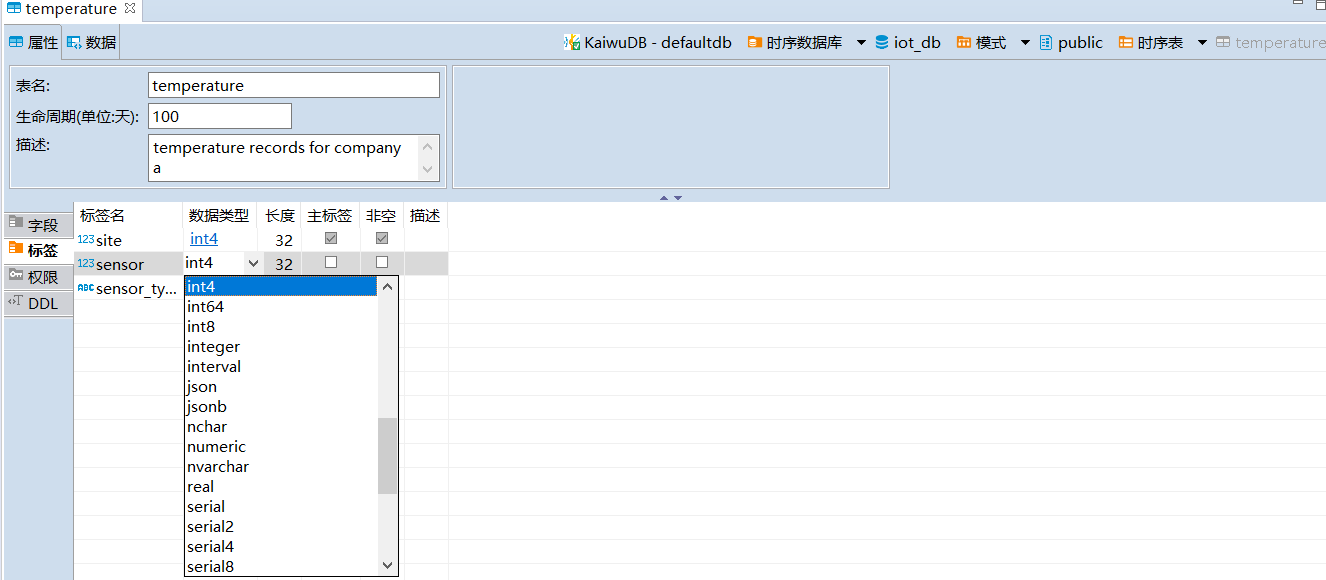 temperature
属性 数据 KaiwuDB - defaultdb 时序数据库 iot_db 模式 public 时序表 temperature
表名: temperature
生命周期(单位:天): 100
描述: temperature records for company
a
字段
标签
权限
DDL
标签名 数据类型 长度 主标签 非空 描述
123 site int4 32
123 sensor int4 32
ABC sensor_ty...
int4
int64
int8
integer
interval
json
jsonb
nchar
numeric
nvarchar
real
serial
serial2
serial4
serial8